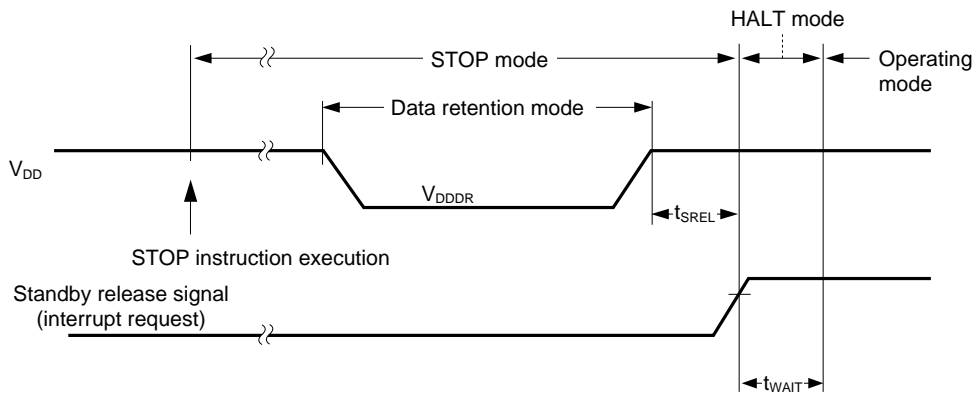 HALT mode
STOP mode
Operating
mode
Data retention mode
VDD
VDDDR
tSREL
STOP instruction execution
Standby release signal
(interrupt request)
tWAIT